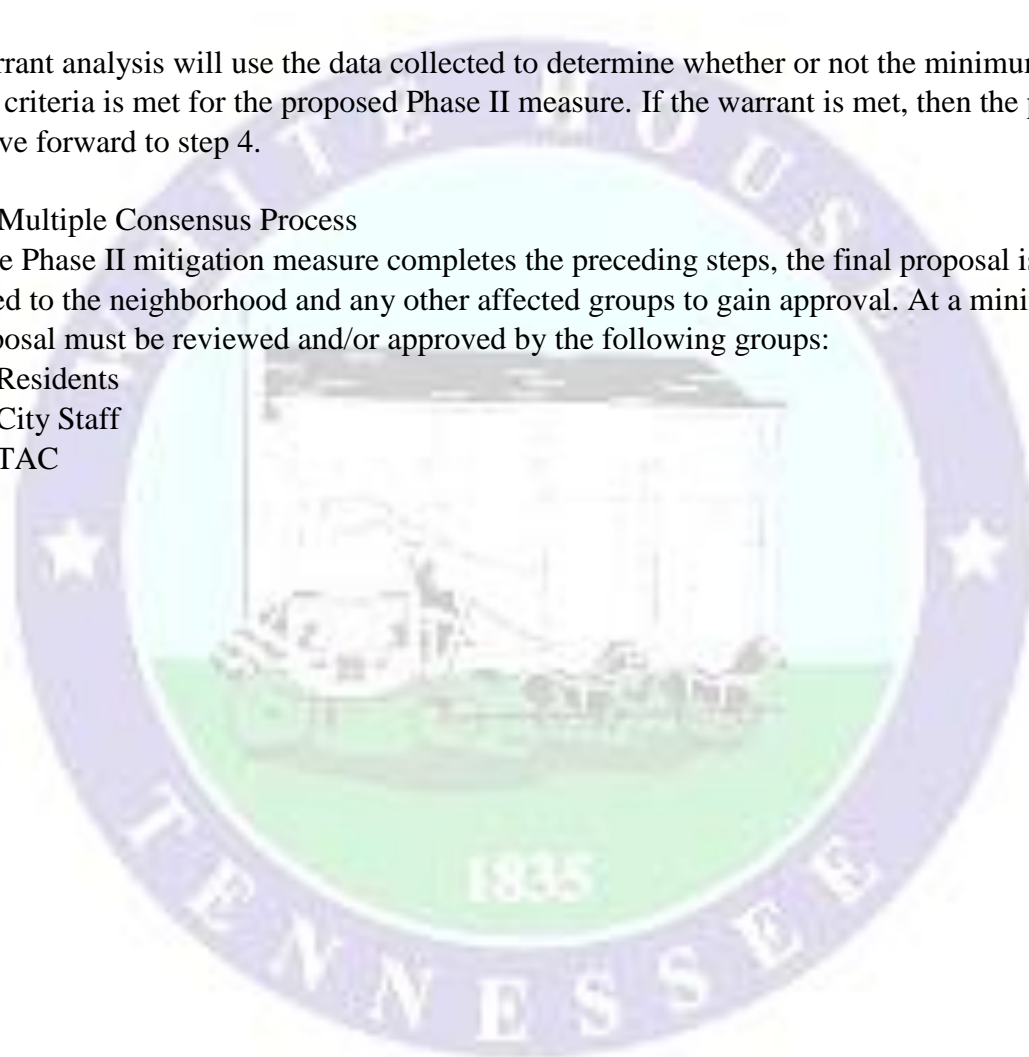 rrant analysis will use the data collected to determine whether or not the minimum
criteria is met for the proposed Phase II measure. If the warrant is met, then the p
ve forward to step 4.
Multiple Consensus Process
e Phase II mitigation measure completes the preceding steps, the final proposal is
ed to the neighborhood and any other affected groups to gain approval. At a mini
posal must be reviewed and/or approved by the following groups:
Residents
City Staff
TAC
WHITE HOUSE
1835
TENNESSEE